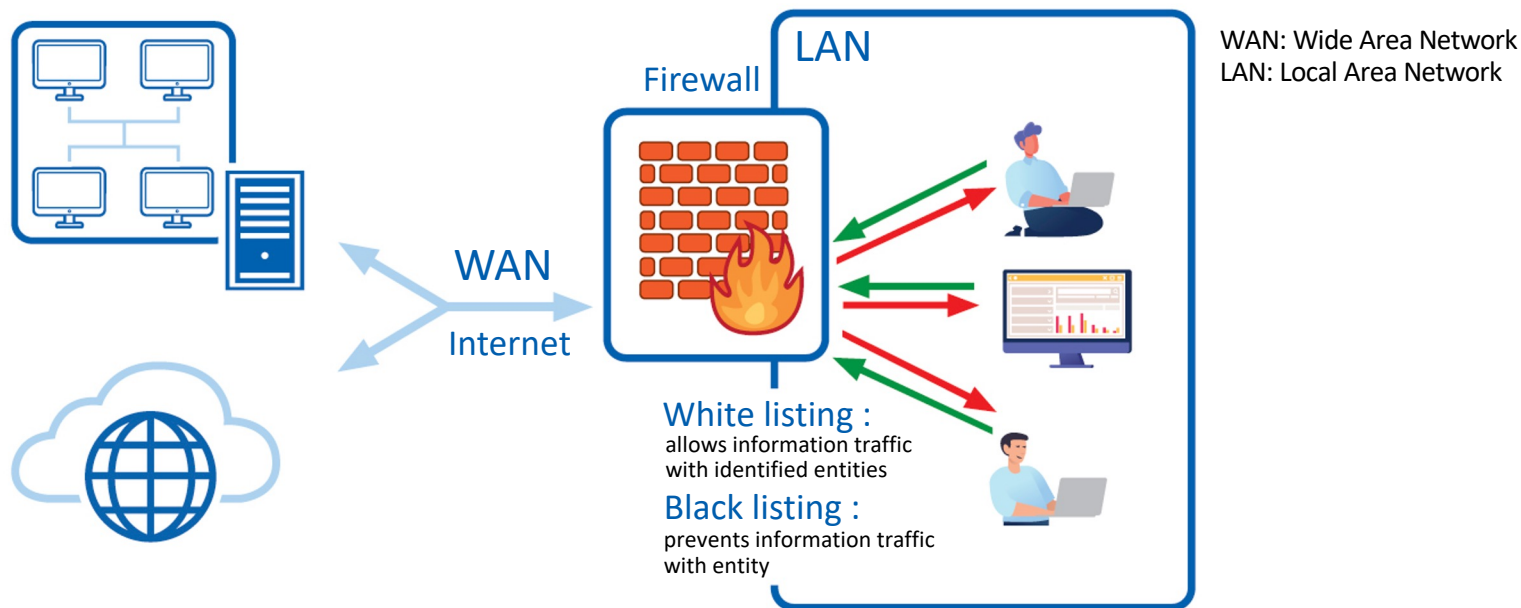 LAN
WAN: Wide Area Network
LAN: Local Area Network
Firewall
WAN
Internet
White listing :
allows information traffic
with identified entities
Black listing :
prevents information traffic
with entity